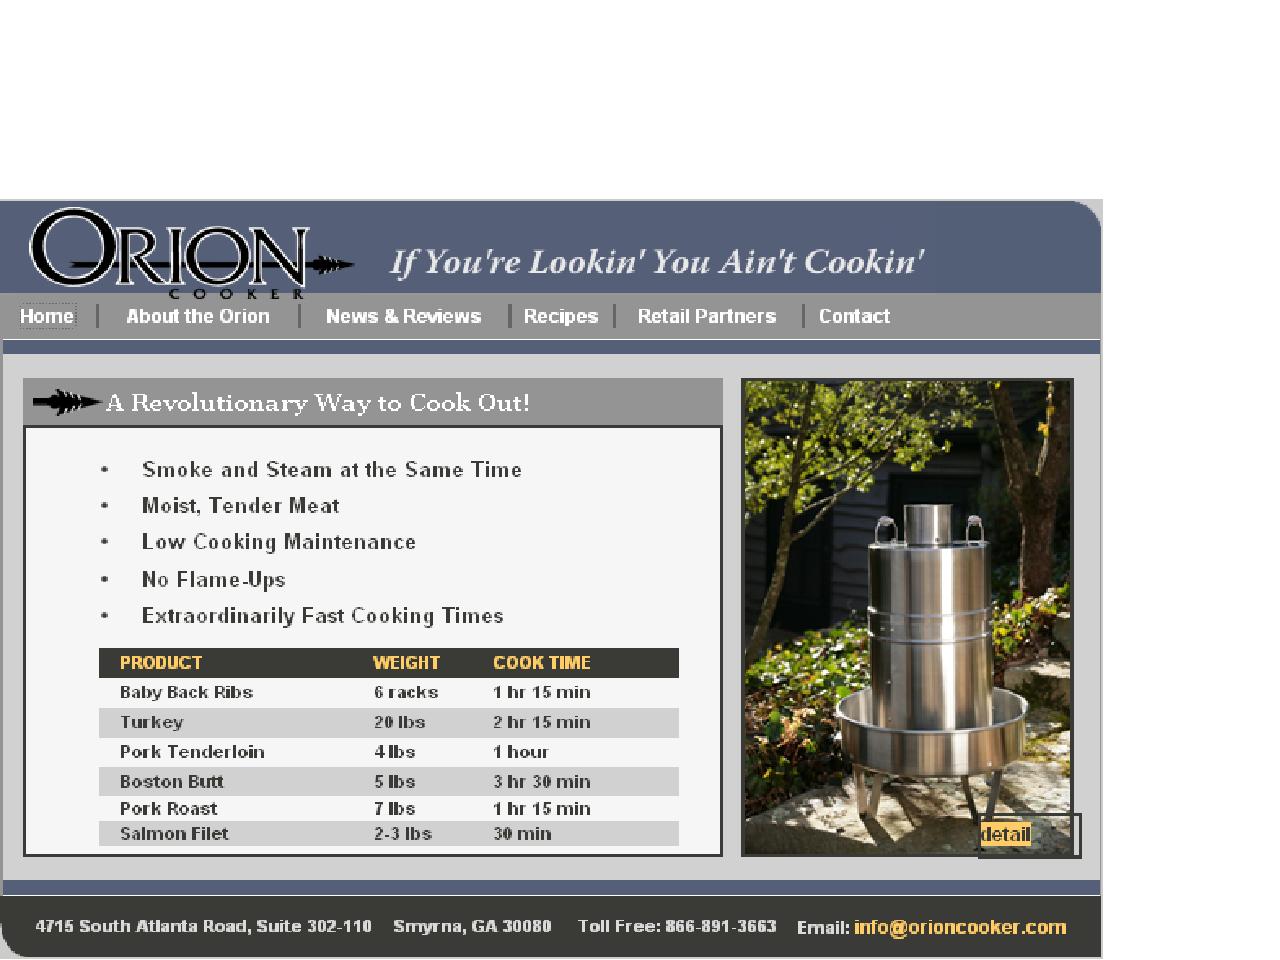 ORION
COOKER
If You're Lookin' You Ain't Cookin'
Home About the Orion News & Reviews Recipes Retail Partners Contact
A Revolutionary Way to Cook Out!
• Smoke and Steam at the Same Time
• Moist, Tender Meat
• Low Cooking Maintenance
• No Flame-Ups
• Extraordinarily Fast Cooking Times
PRODUCT WEIGHT COOK TIME
Baby Back Ribs 6 racks 1 hr 15 min
Turkey 20 lbs 2 hr 15 min
Pork Tenderloin 4 lbs 1 hour
Boston Butt 5 lbs 3 hr 30 min
Pork Roast 7 lbs 1 hr 15 min
Salmon Filet 2-3 lbs 30 min
detail
4715 South Atlanta Road, Suite 302-110 Smyrna, GA 30080 Toll Free: 866-891-3663 Email: info@orioncooker.com